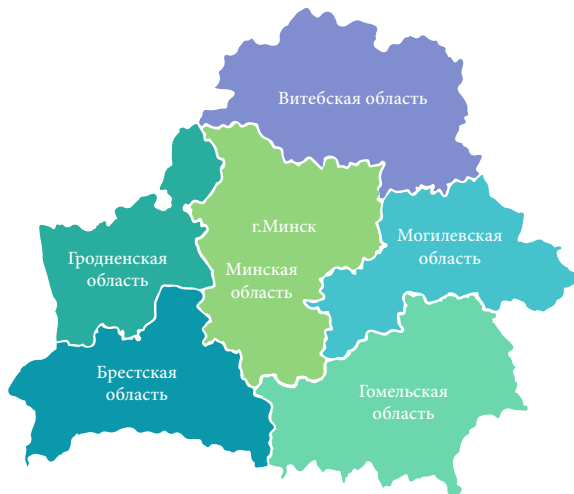 Витебская область
г.Минск
Могилевская
область
Гродненская
область
Минская
область
Брестская
область
Гомельская
область